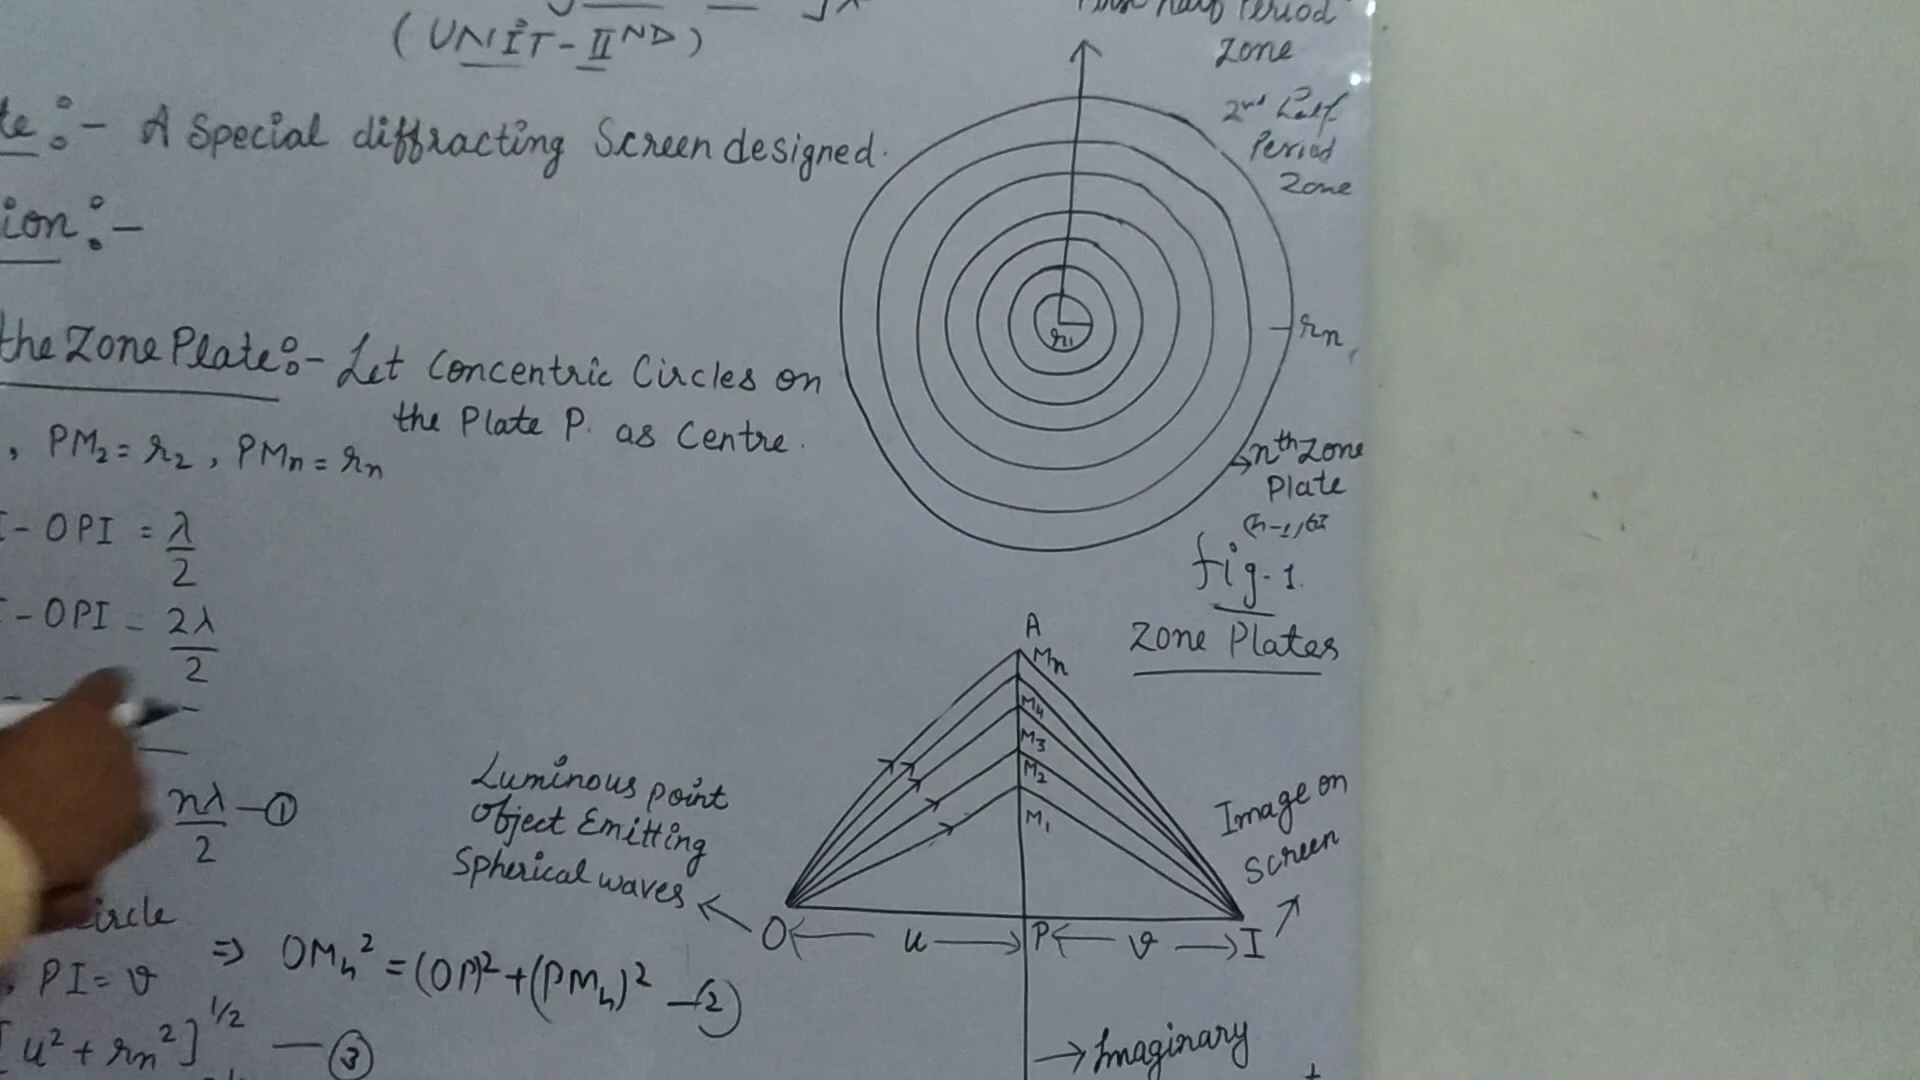 (UNIT-IIND)
te:- A Special diffracting Screen designed.
ion:-
the Zone Plate:- Let Concentric Circles on
the Plate P. as Centre.
, PM₂ = r₂, PMn = rn
I - OPI = λ/2
I - OPI = 2λ/2
nλ/2 —①
ircle
, PI = v ⇒ OMn² = (OP)² + (PMn)² —(2)
[u² + rn²]^1/2 —③
Period
Zone
2nd Half
Period
Zone
r₁
rn
nth Zone
Plate
fig-1.
Zone Plates
A
Mn
M4
M3
M2
M1
Luminous point
Object Emitting
Spherical waves
Image on
Screen
O ← u → P ← v → I
→ Imaginary